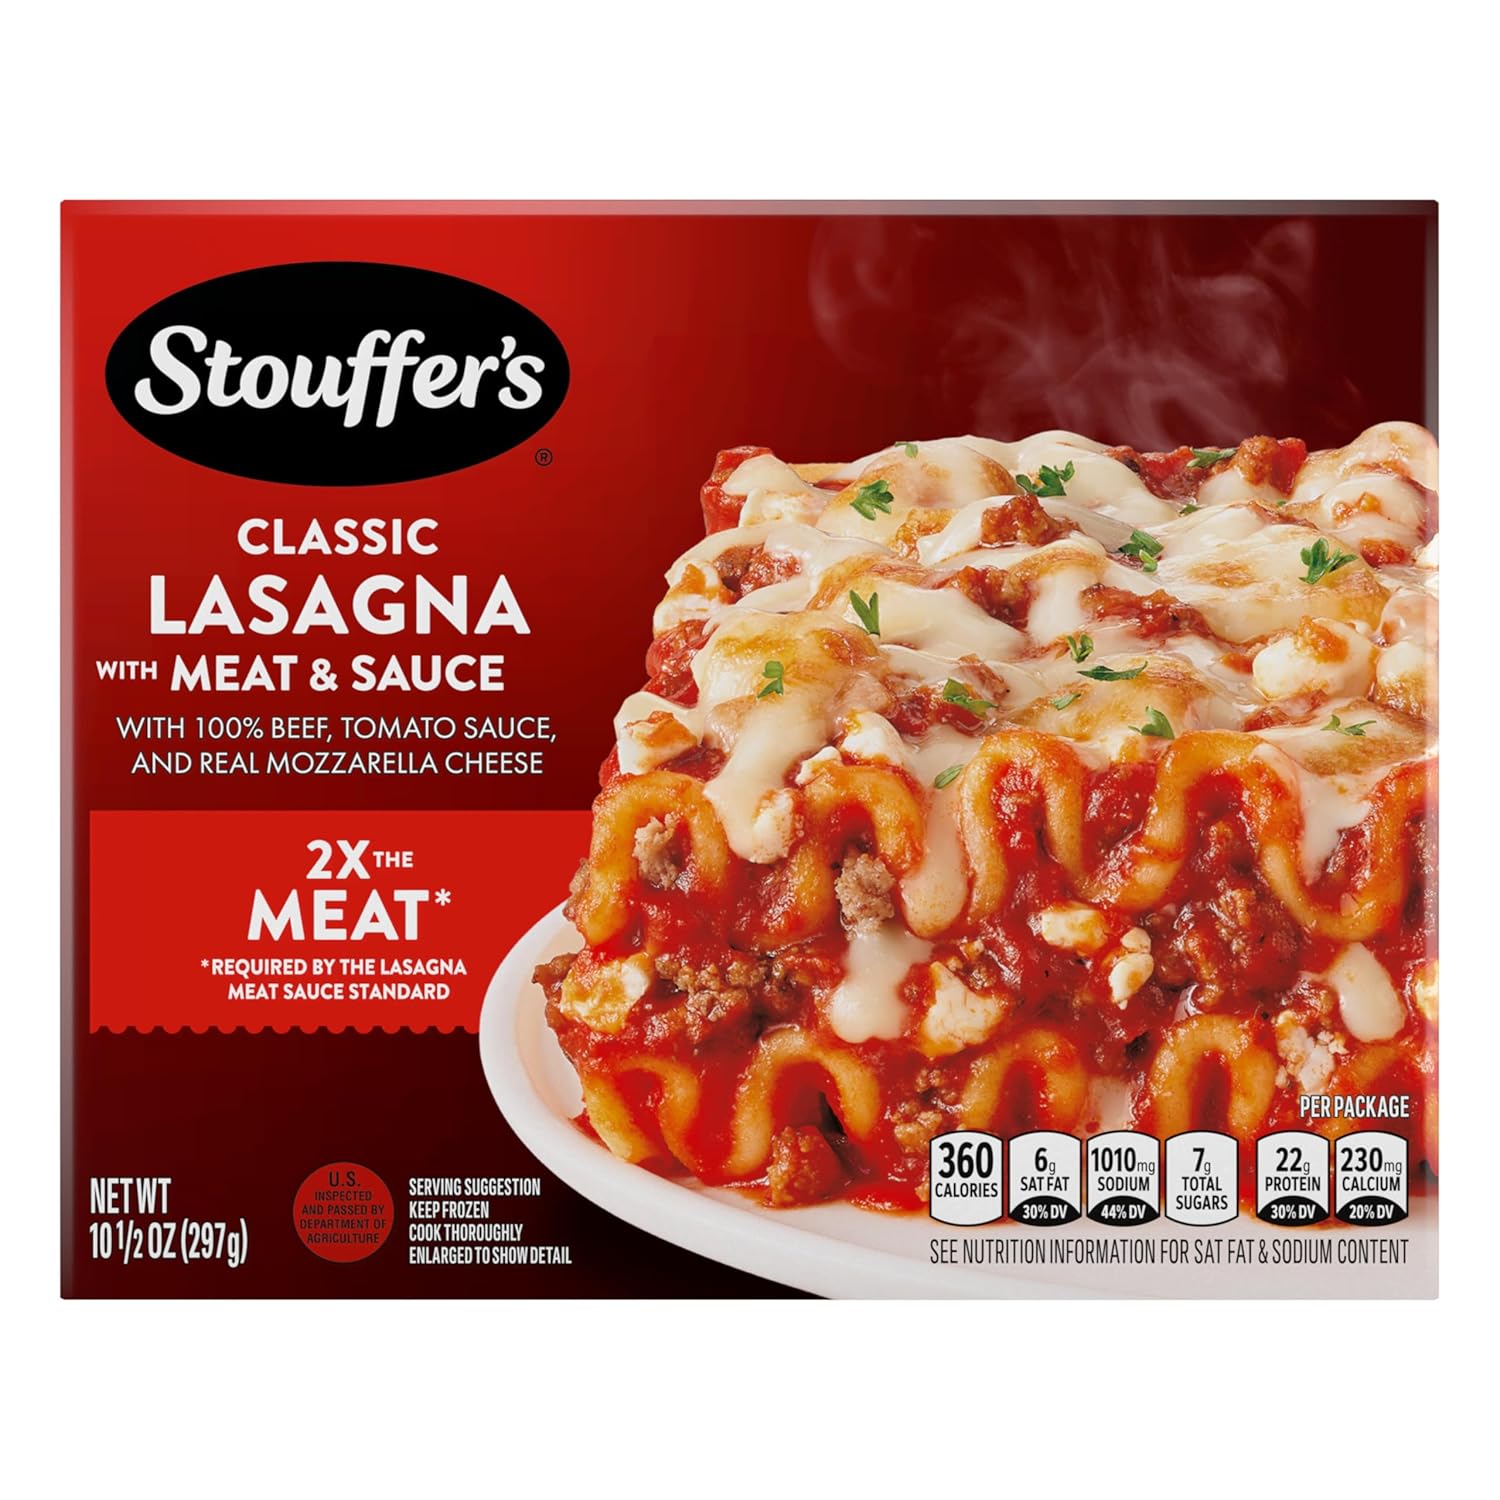 Stouffer's
®
CLASSIC
LASAGNA
WITH MEAT & SAUCE
WITH 100% BEEF, TOMATO SAUCE,
AND REAL MOZZARELLA CHEESE
2X THE
MEAT*
*REQUIRED BY THE LASAGNA
MEAT SAUCE STANDARD
NET WT
10 1/2 OZ (297g)
U.S.
INSPECTED
AND PASSED BY
DEPARTMENT OF
AGRICULTURE
SERVING SUGGESTION
KEEP FROZEN
COOK THOROUGHLY
ENLARGED TO SHOW DETAIL
PER PACKAGE
360
CALORIES
6g
SAT FAT
30% DV
1010mg
SODIUM
44% DV
7g
TOTAL
SUGARS
22g
PROTEIN
30% DV
230mg
CALCIUM
20% DV
SEE NUTRITION INFORMATION FOR SAT FAT & SODIUM CONTENT